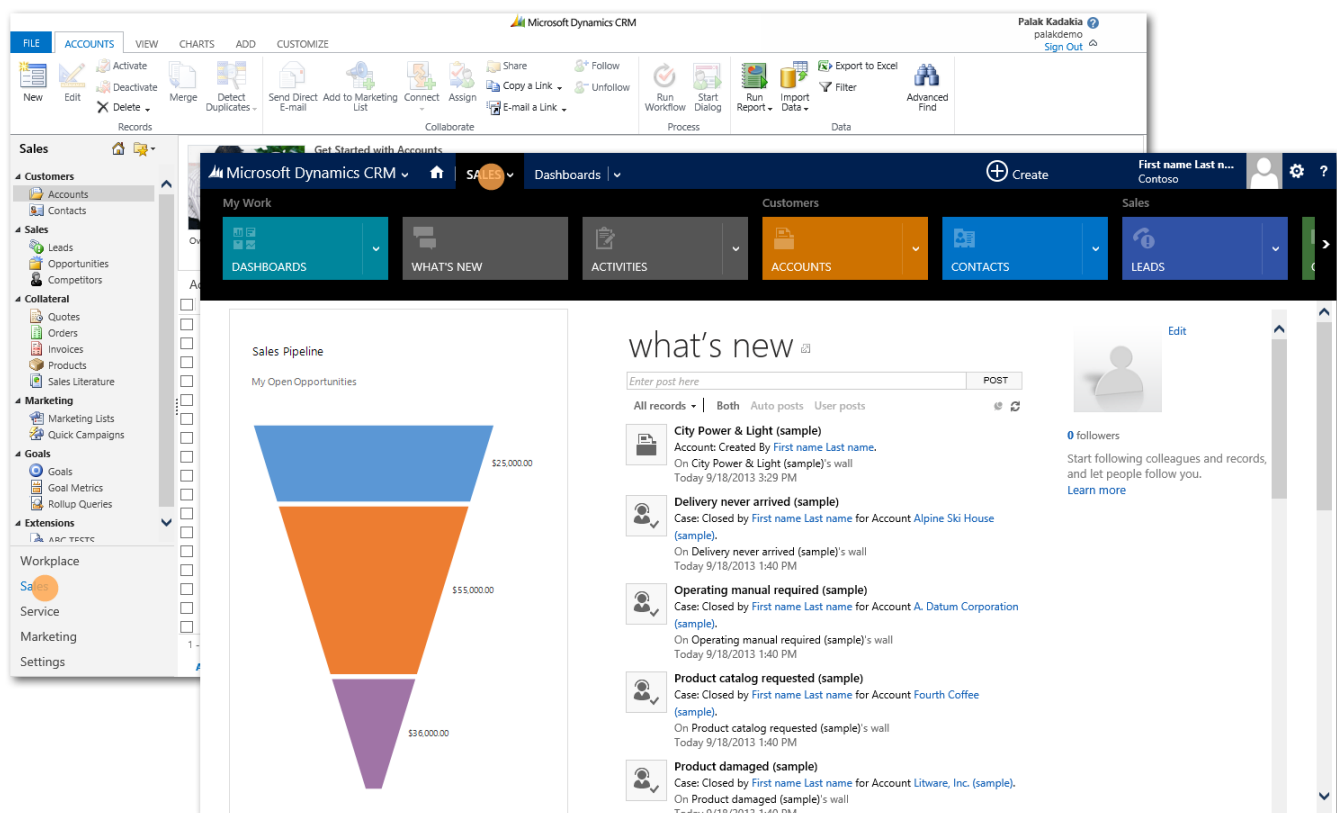 Microsoft Dynamics CRM
Palak Kadakia
palakdemo
Sign Out
FILE
ACCOUNTS
VIEW
CHARTS
ADD
CUSTOMIZE
New
Edit
Activate
Deactivate
Delete
Merge
Detect
Duplicates
Records
Send Direct
E-mail
Add to Marketing
List
Connect
Assign
Share
Copy a Link
E-mail a Link
Follow
Unfollow
Collaborate
Run
Workflow
Start
Dialog
Process
Run
Report
Import
Data
Export to Excel
Filter
Advanced
Find
Data
Sales
Customers
Accounts
Contacts
Sales
Leads
Opportunities
Competitors
Collateral
Quotes
Orders
Invoices
Products
Sales Literature
Marketing
Marketing Lists
Quick Campaigns
Goals
Goals
Goal Metrics
Rollup Queries
Extensions
ABC TESTS
Workplace
Sales
Service
Marketing
Settings
Get Started with Accounts
1 -
Microsoft Dynamics CRM
SALES
Dashboards
Create
First name Last n...
Contoso
?
My Work
Customers
Sales
DASHBOARDS
WHAT'S NEW
ACTIVITIES
ACCOUNTS
CONTACTS
LEADS
Sales Pipeline
My Open Opportunities
$25,000.00
$55,000.00
$36,000.00
what's new
Enter post here
POST
All records
Both Auto posts User posts
City Power & Light (sample)
Account: Created By First name Last name.
On City Power & Light (sample)'s wall
Today 9/18/2013 3:29 PM
Delivery never arrived (sample)
Case: Closed by First name Last name for Account Alpine Ski House
(sample).
On Delivery never arrived (sample)'s wall
Today 9/18/2013 1:40 PM
Operating manual required (sample)
Case: Closed by First name Last name for Account A. Datum Corporation
(sample).
On Operating manual required (sample)'s wall
Today 9/18/2013 1:40 PM
Product catalog requested (sample)
Case: Closed by First name Last name for Account Fourth Coffee
(sample).
On Product catalog requested (sample)'s wall
Today 9/18/2013 1:40 PM
Product damaged (sample)
Case: Closed by First name Last name for Account Litware, Inc. (sample).
On Product damaged (sample)'s wall
Today 9/18/2013 1:40 PM
Edit
0 followers
Start following colleagues and records,
and let people follow you.
Learn more